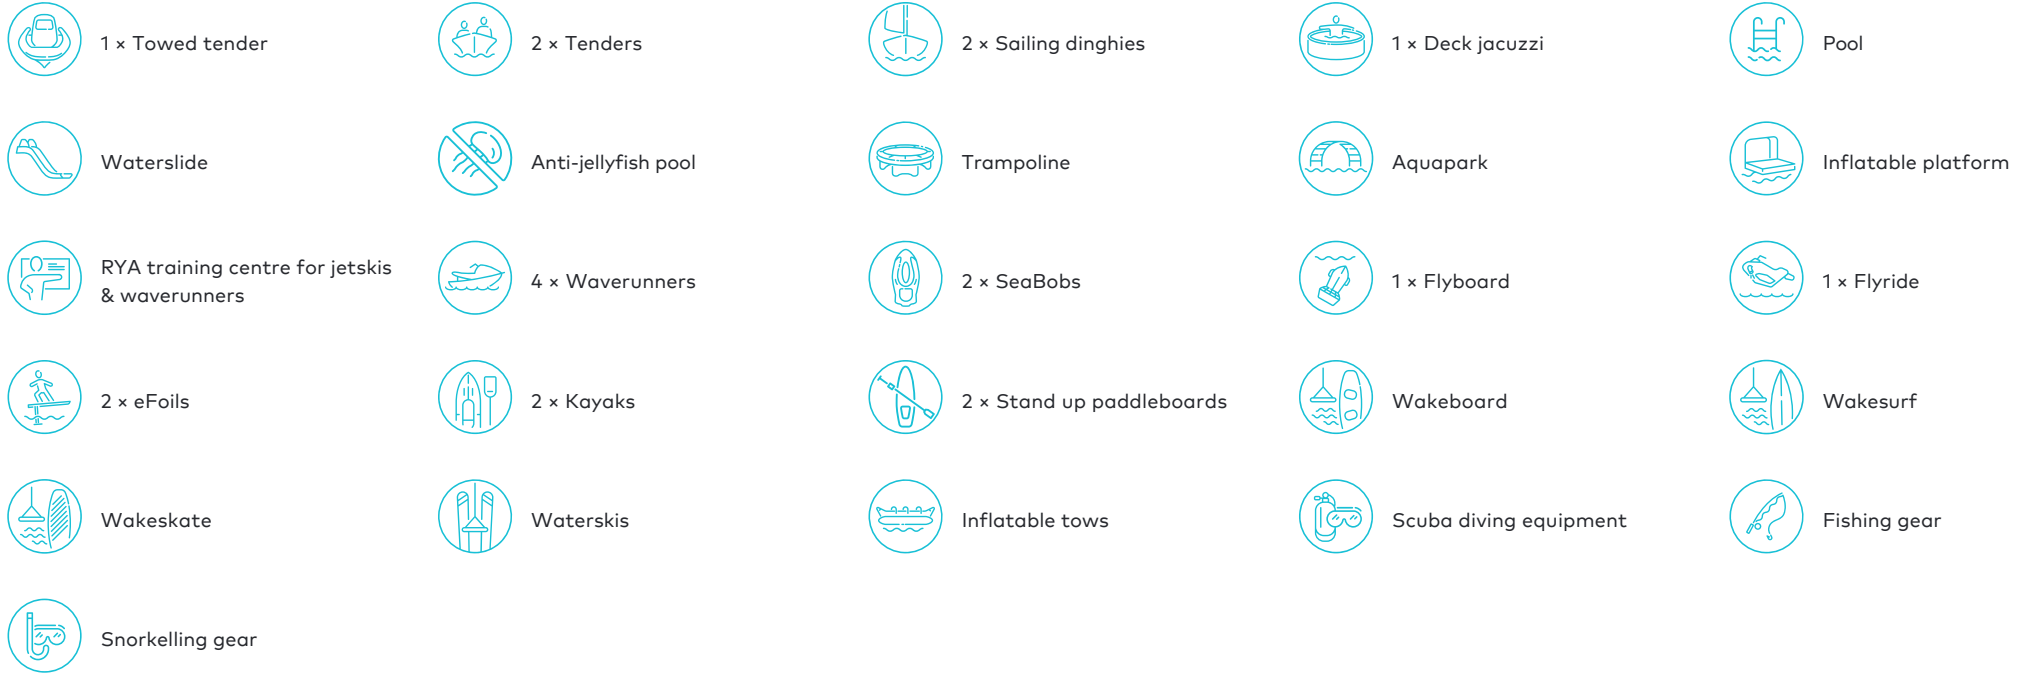 1 × Towed tender
2 × Tenders
2 × Sailing dinghies
1 × Deck jacuzzi
Pool
Waterslide
Anti-jellyfish pool
Trampoline
Aquapark
Inflatable platform
RYA training centre for jetskis
& waverunners
4 × Waverunners
2 × SeaBobs
1 × Flyboard
1 × Flyride
2 × eFoils
2 × Kayaks
2 × Stand up paddleboards
Wakeboard
Wakesurf
Wakeskate
Waterskis
Inflatable tows
Scuba diving equipment
Fishing gear
Snorkelling gear